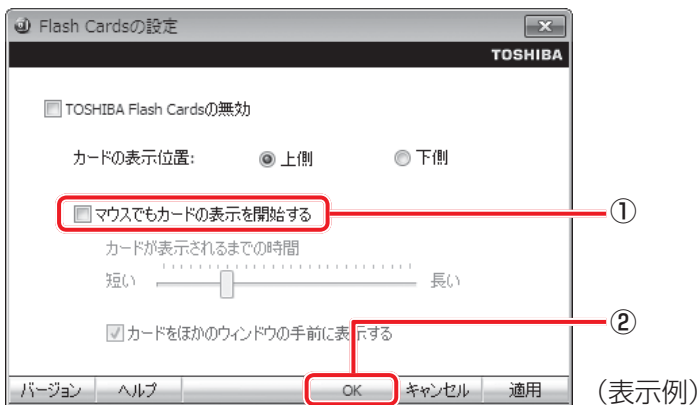 Flash Cardsの設定
TOSHIBA
TOSHIBA Flash Cardsの無効
カードの表示位置: 上側 下側
マウスでもカードの表示を開始する ①
カードが表示されるまでの時間
短い 長い
カードをほかのウィンドウの手前に表示する ②
バージョン ヘルプ OK キャンセル 適用 (表示例)